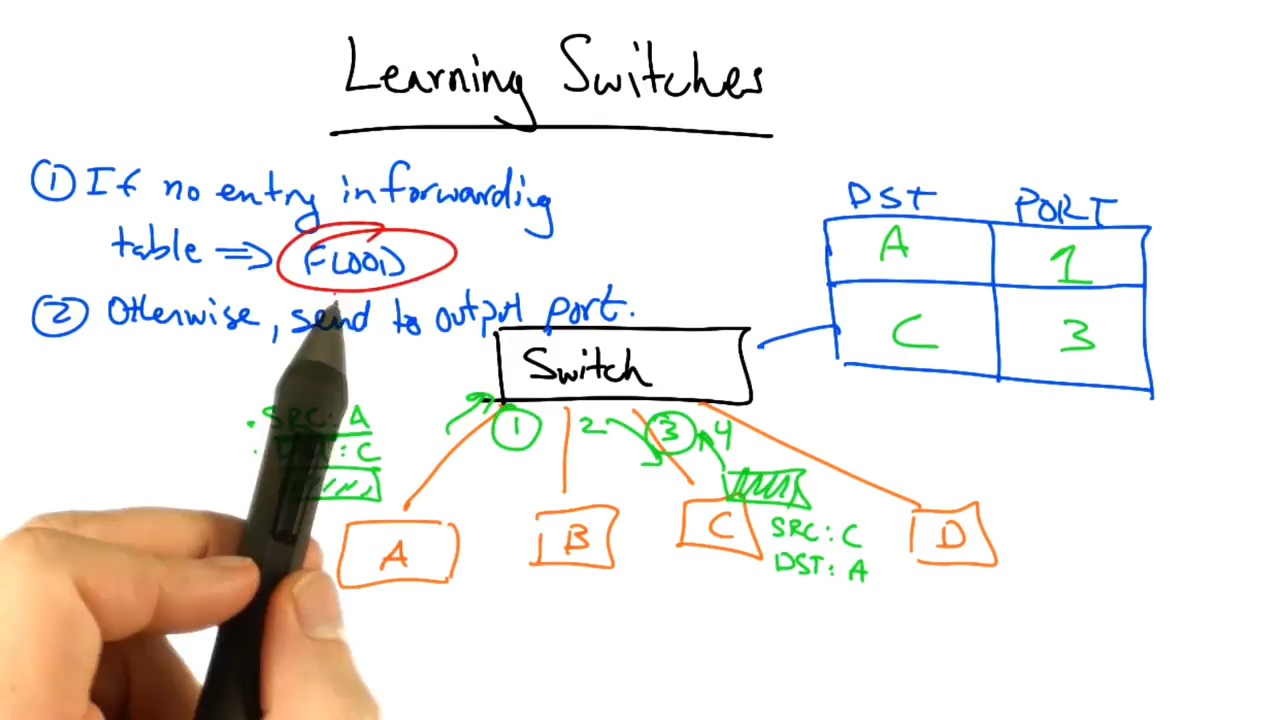 Learning Switches
① If no entry in forwarding
table ⇒ FLOOD
② Otherwise, send to output port.
DST PORT
A 1
C 3
Switch
1 2 3 4
SRC: A
: C
A B C D
SRC: C
DST: A